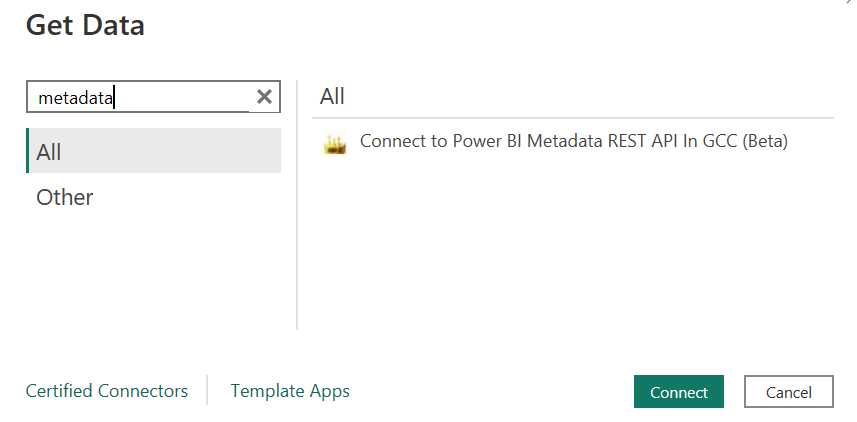 Get Data
metadata
All
Other
All
Connect to Power BI Metadata REST API In GCC (Beta)
Certified Connectors
Template Apps
Connect
Cancel